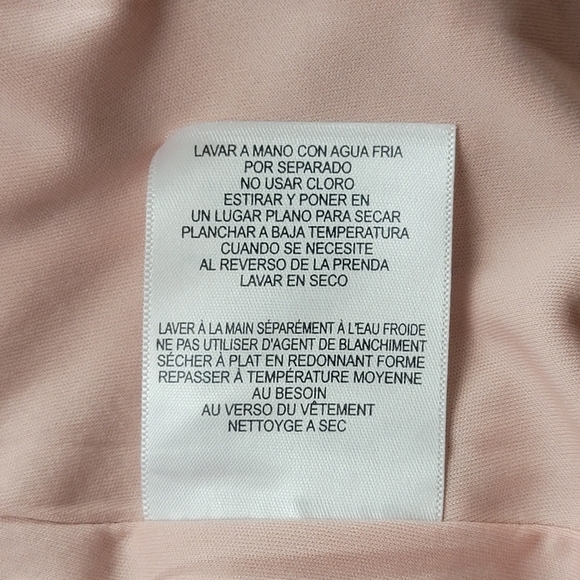 LAVAR A MANO CON AGUA FRIA
POR SEPARADO
NO USAR CLORO
ESTIRAR Y PONER EN
UN LUGAR PLANO PARA SECAR
PLANCHAR A BAJA TEMPERATURA
CUANDO SE NECESITE
AL REVERSO DE LA PRENDA
LAVAR EN SECO
LAVER À LA MAIN SÉPARÉMENT À L'EAU FROIDE
NE PAS UTILISER D'AGENT DE BLANCHIMENT
SÉCHER À PLAT EN REDONNANT FORME
REPASSER À TEMPÉRATURE MOYENNE
AU BESOIN
AU VERSO DU VÊTEMENT
NETTOYGE A SEC